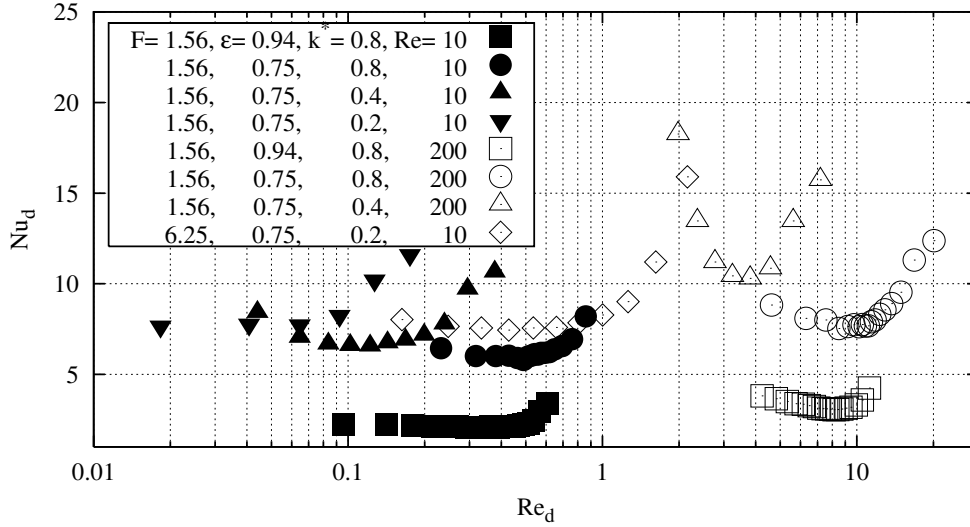 25
20
15
10
5
Nu_d
F= 1.56, ε= 0.94, k*= 0.8, Re= 10
1.56, 0.75, 0.8, 10
1.56, 0.75, 0.4, 10
1.56, 0.75, 0.2, 10
1.56, 0.94, 0.8, 200
1.56, 0.75, 0.8, 200
1.56, 0.75, 0.4, 200
6.25, 0.75, 0.2, 10
0.01 0.1 1 10
Re_d